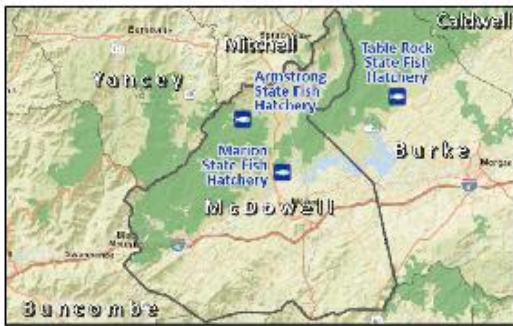 Caldwell
Mitchell
Table Rock
State Fish
Hatchery
Yancey
Armstrong
State Fish
Hatchery
Marion
State Fish
Hatchery
Burke
McDowell
Buncombe